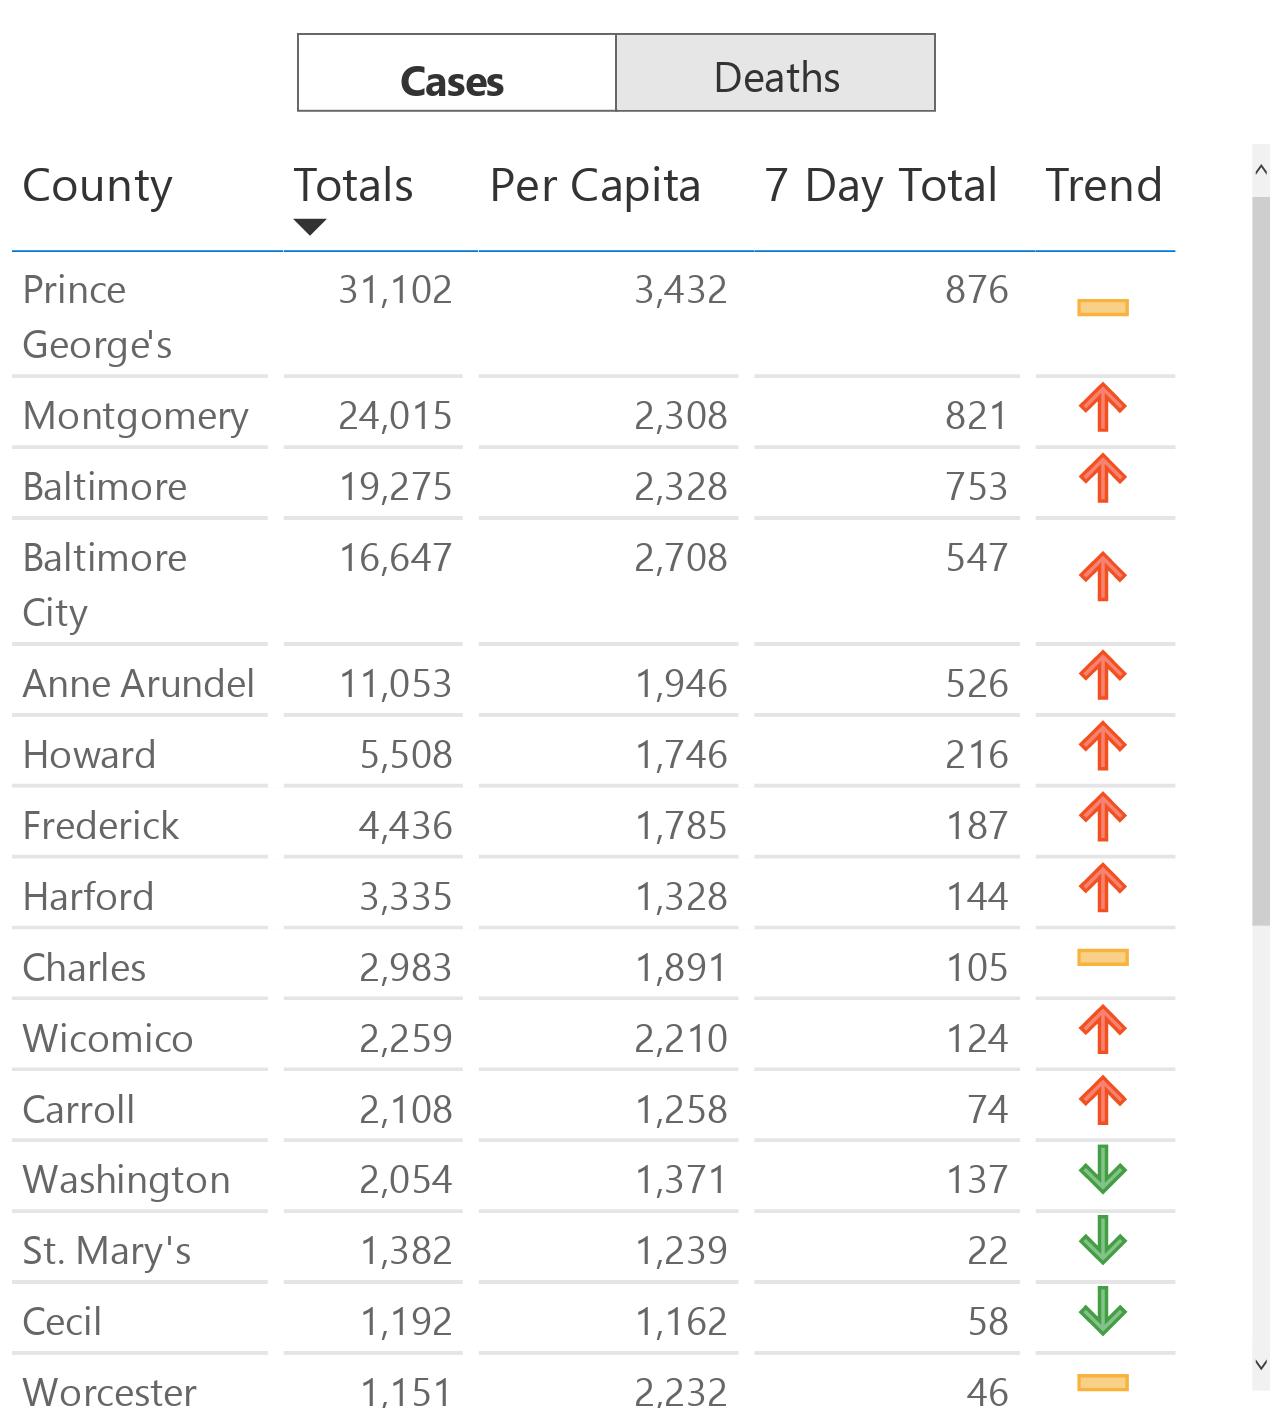 Cases Deaths
County Totals Per Capita 7 Day Total Trend
Prince 31,102 3,432 876
George's
Montgomery 24,015 2,308 821
Baltimore 19,275 2,328 753
Baltimore 16,647 2,708 547
City
Anne Arundel 11,053 1,946 526
Howard 5,508 1,746 216
Frederick 4,436 1,785 187
Harford 3,335 1,328 144
Charles 2,983 1,891 105
Wicomico 2,259 2,210 124
Carroll 2,108 1,258 74
Washington 2,054 1,371 137
St. Mary's 1,382 1,239 22
Cecil 1,192 1,162 58
Worcester 1,151 2,232 46